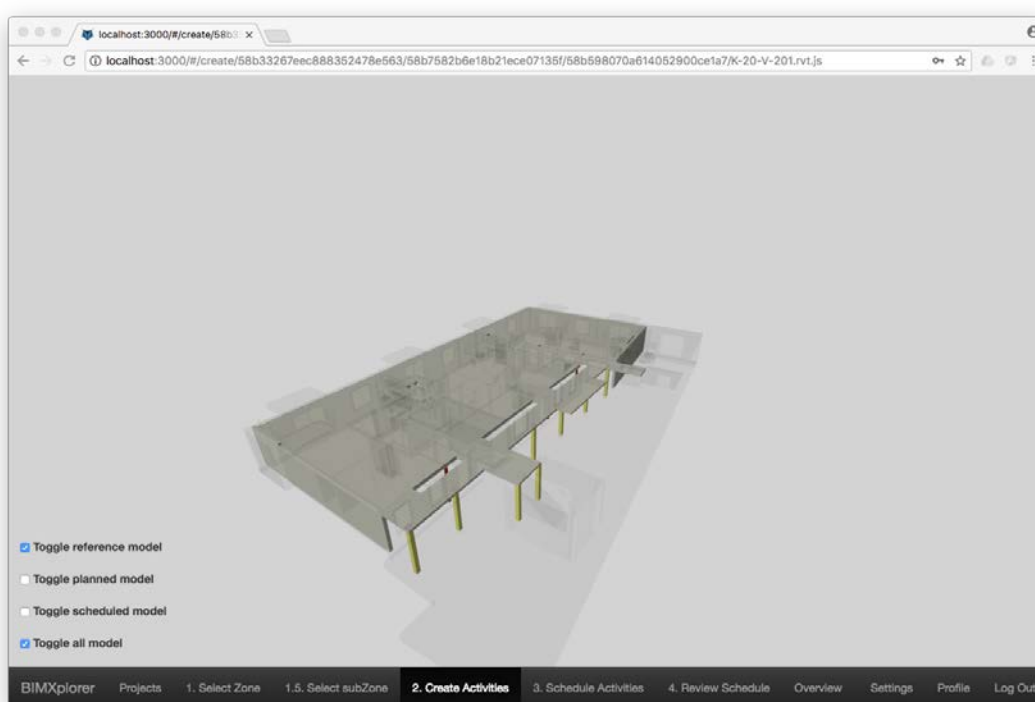 localhost:3000/#/create/58b3
localhost:3000/#/create/58b33267eec888352478e563/58b7582b6e18b21ece07135f/58b598070a614052900ce1a7/K-20-V-201.rvt.js
Toggle reference model
Toggle planned model
Toggle scheduled model
Toggle all model
BIMXplorer Projects 1. Select Zone 1.5. Select subZone 2. Create Activities 3. Schedule Activities 4. Review Schedule Overview Settings Profile Log Out